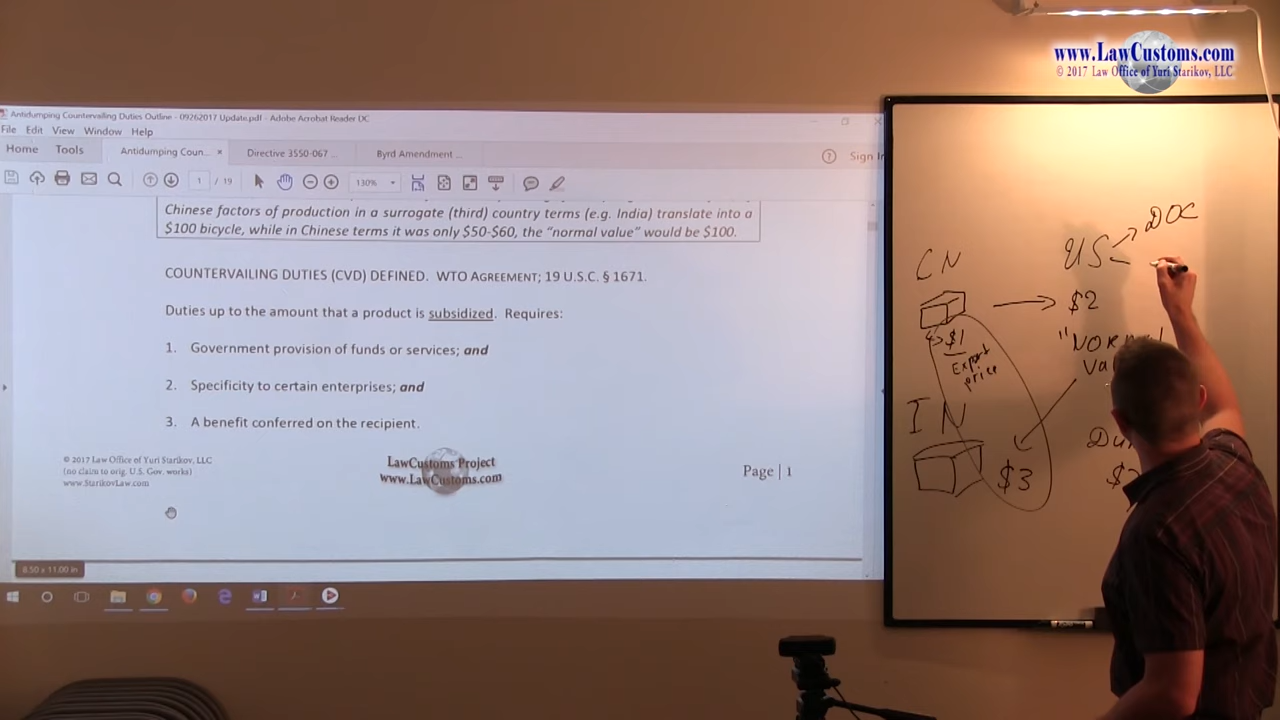 www.LawCustoms.com
© 2017 Law Office of Yuri Starikov, LLC
Antidumping Countervailing Duties Outline - 09262017 Update.pdf - Adobe Acrobat Reader DC
File Edit View Window Help
Home Tools Antidumping Coun... × Directive 3550-067 ... Byrd Amendment ... Sign In
1 / 19 130%
Chinese factors of production in a surrogate (third) country terms (e.g. India) translate into a
$100 bicycle, while in Chinese terms it was only $50-$60, the “normal value” would be $100.
COUNTERVAILING DUTIES (CVD) DEFINED. WTO AGREEMENT; 19 U.S.C. § 1671.
Duties up to the amount that a product is subsidized. Requires:
1. Government provision of funds or services; and
2. Specificity to certain enterprises; and
3. A benefit conferred on the recipient.
© 2017 Law Office of Yuri Starikov, LLC
(no claim to orig. U.S. Gov. works)
www.StarikovLaw.com
LawCustoms Project
www.LawCustoms.com
Page | 1
8.50 x 11.00 in
DOC
CN
US
$2
$1
Export
price
"Normal
Va
IN
$3
Du
$